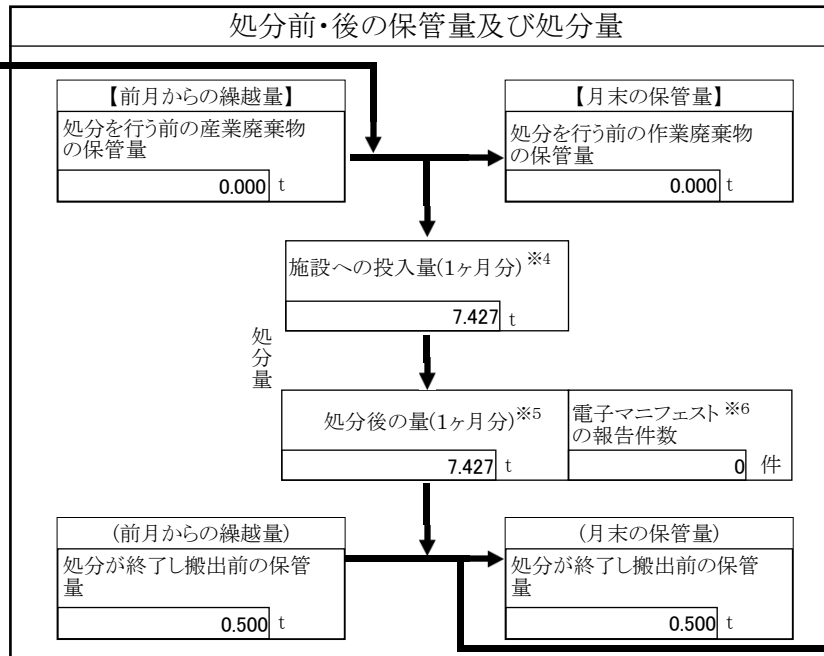 処分前・後の保管量及び処分量
【前月からの繰越量】
処分を行う前の産業廃棄物
の保管量
0.000 t
【月末の保管量】
処分を行う前の作業廃棄物
の保管量
0.000 t
施設への投入量(1ヶ月分)※4
7.427 t
処分量
処分後の量(1ヶ月分)※5
7.427 t
電子マニフェスト※6
の報告件数
0 件
(前月からの繰越量)
処分が終了し搬出前の保管
量
0.500 t
(月末の保管量)
処分が終了し搬出前の保管
量
0.500 t